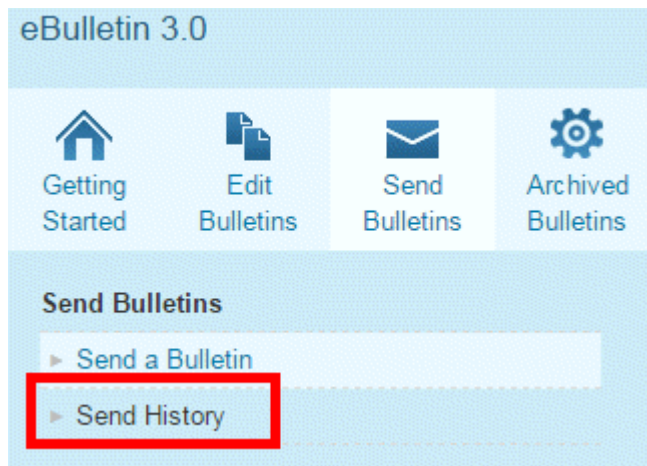 eBulletin 3.0
Getting Started
Edit Bulletins
Send Bulletins
Archived Bulletins
Send Bulletins
Send a Bulletin
Send History